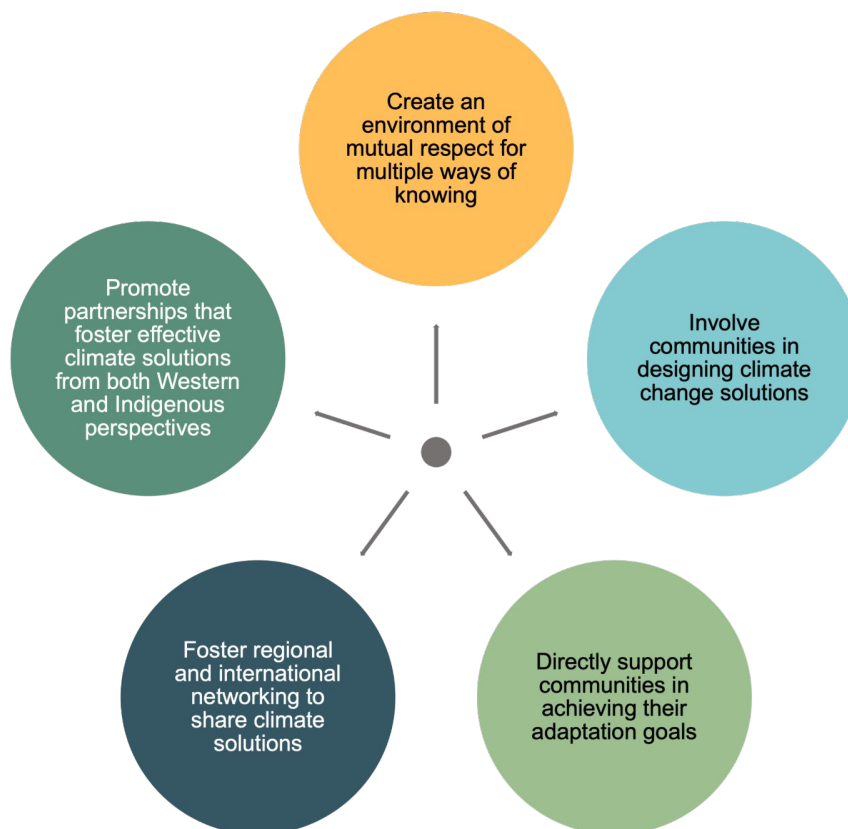 Create an
environment of
mutual respect for
multiple ways of
knowing
Involve
communities in
designing climate
change solutions
Directly support
communities in
achieving their
adaptation goals
Foster regional
and international
networking to
share climate
solutions
Promote
partnerships that
foster effective
climate solutions
from both Western
and Indigenous
perspectives